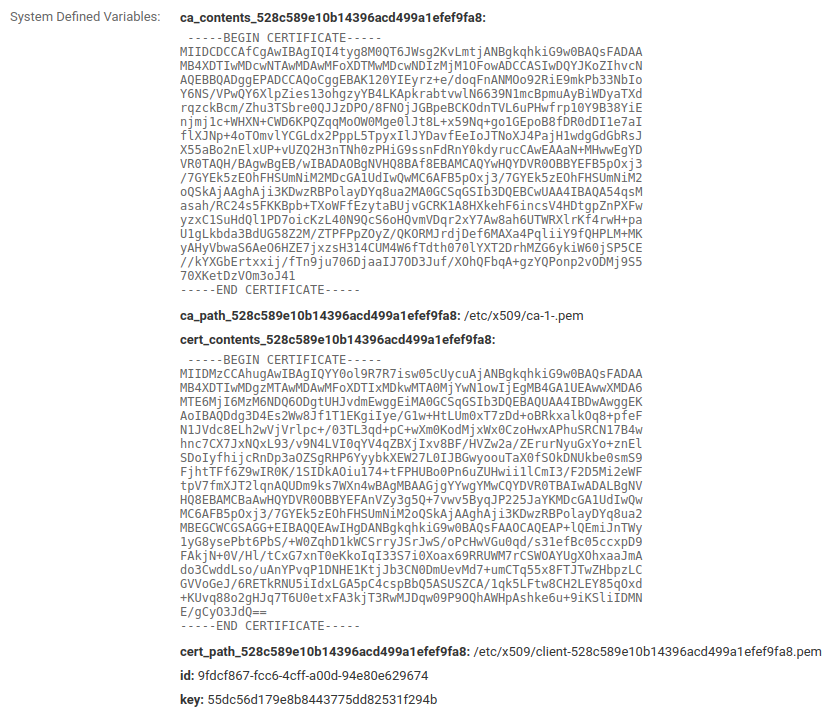 System Defined Variables:
ca_contents_528c589e10b14396acd499a1efef9fa8:
-----BEGIN CERTIFICATE-----
MIIDCDCCAfCgAwIBAgIQI4tyg8M0QT6JWsg2KvLmtjANBgkqhkiG9w0BAQsFADAA
MB4XDTIwMDcwNTAwMDAwMFoXDTMwMDcwNDIzMjM1OFowADCCASIwDQYJKoZIhvcN
AQEBBQADggEPADCCAQoCggEBAK120YIEyrz+e/doqFnANMOo92RiE9mkPb33NbIo
Y6NS/VPwQY6XlpZies13ohgzyYB4LKApkrabtvwlN6639N1mcBpmuAyBiWDyaTXd
rqzckBcm/Zhu3TSbre0QJJzDPO/8FNOjJGBpeBCKOdnTVL6uPHwfrp10Y9B38YiE
njmj1c+WHXN+CWD6KPQZqqMoOW0Mge0lJt8L+x59Nq+go1GEpoB8fDR0dDI1e7aI
flXJNp+4oTOmvlYCGLdx2PppL5TpyxIlJYDavfEeIoJTNoXJ4PajH1wdgGdGbRsJ
X55aBo2nElxUP+vUZQ2H3nTNh0zPHiG9ssnFdRnY0kdyrucCAwEAAaN+MHwwEgYD
VR0TAQH/BAgwBgEB/wIBADAOBgNVHQ8BAf8EBAMCAQYwHQYDVR0OBBYEFB5pOxj3
/7GYEk5zEOhFHSUmNiM2MDcGA1UdIwQwMC6AFB5pOxj3/7GYEk5zEOhFHSUmNiM2
oQSkAjAAghAji3KDwzRBPolayDYq8ua2MA0GCSqGSIb3DQEBCwUAA4IBAQA54qsM
asah/RC24s5FKKBpb+TXoWFfEzytaBUjvGCRK1A8HXkehF6incsV4HDtgpZnPXFw
yzxC1SuHdQl1PD7oicKzL40N9QcS6oHQvmVDqr2xY7Aw8ah6UTWRXlrKf4rwH+pa
U1gLkbda3BdUG58Z2M/ZTPFPpZOyZ/QKORMJrdjDef6MAXa4PqliiY9fQHPLM+MK
yAHyVbwaS6AeO6HZE7jxzsH314CUM4W6fTdth070lYXT2DrhMZG6ykiW60jSP5CE
//kYXGbErtxxij/fTn9ju706DjaaIJ7OD3Juf/XOhQFbqA+gzYQPonp2vODMj9S5
70XKetDzVOm3oJ41
-----END CERTIFICATE-----
ca_path_528c589e10b14396acd499a1efef9fa8: /etc/x509/ca-1-.pem
cert_contents_528c589e10b14396acd499a1efef9fa8:
-----BEGIN CERTIFICATE-----
MIIDMzCCAhugAwIBAgIQYY0ol9R7R7isw05cUycuAjANBgkqhkiG9w0BAQsFADAA
MB4XDTIwMDgzMTAwMDAwMFoXDTIxMDkwMTA0MjYwN1owIjEgMB4GA1UEAwwXMDA6
MTE6MjI6MzM6NDQ6ODgtUHJvdmEwggEiMA0GCSqGSIb3DQEBAQUAA4IBDwAwggEK
AoIBAQDdg3D4Es2Ww8Jf1T1EKgiIye/G1w+HtLUm0xT7zDd+oBRkxalkOq8+pfeF
N1JVdc8ELh2wVjVrlpc+/03TL3qd+pC+wXm0KodMjxWx0CzoHwxAPhuSRCN17B4w
hnc7CX7JxNQxL93/v9N4LVI0qYV4qZBXjIxv8BF/HVZw2a/ZErurNyuGxYo+znEl
SDoIyfhijcRnDp3aOZSgRHP6YyybkXEW27L0IJBGwyoouTaX0fSOkDNUkbe0smS9
FjhtTFf6Z9wIR0K/1SIDkAOiu174+tFPHUBo0Pn6uZUHwii1lCmI3/F2D5Mi2eWF
tpV7fmXJT2lqnAQUDm9ks7WXn4wBAgMBAAGjgYYwgYMwCQYDVR0TBAIwADALBgNV
HQ8EBAMCBaAwHQYDVR0OBBYEFAnVZy3g5Q+7vwv5ByqJP225JaYKMDcGA1UdIwQw
MC6AFB5pOxj3/7GYEk5zEOhFHSUmNiM2oQSkAjAAghAji3KDwzRBPolayDYq8ua2
MBEGCWCGSAGG+EIBAQQEAwIHgDANBgkqhkiG9w0BAQsFAAOCAQEAP+lQEmiJnTWy
1yG8ysePbt6PbS/+W0ZqhD1kWCSrryJSrJwS/oPcHwVGu0qd/s31efBc05ccxpD9
FAkjN+0V/Hl/tCxG7xnT0eKkoIqI33S7i0Xoax69RRUWM7rCSWOAYUgXOhxaaJmA
do3CwddLso/uAnYPvqP1DNHE1KtjJb3CN0DmUevMd7+umCTq55x8FTJTwZHbpzLC
GVVoGeJ/6RETkRNU5iIdxLGA5pC4cspBbQ5ASUSZCA/1qk5LFtw8CH2LEY85qOxd
+KUvq88o2gHJq7T6U0etxFA3kjT3RwMJDqw09P9OQhAWHpAshke6u+9iKSliIDMN
E/gCyO3JdQ==
-----END CERTIFICATE-----
cert_path_528c589e10b14396acd499a1efef9fa8: /etc/x509/client-528c589e10b14396acd499a1efef9fa8.pem
id: 9fdcf867-fcc6-4cff-a00d-94e80e629674
key: 55dc56d179e8b8443775dd82531f294b